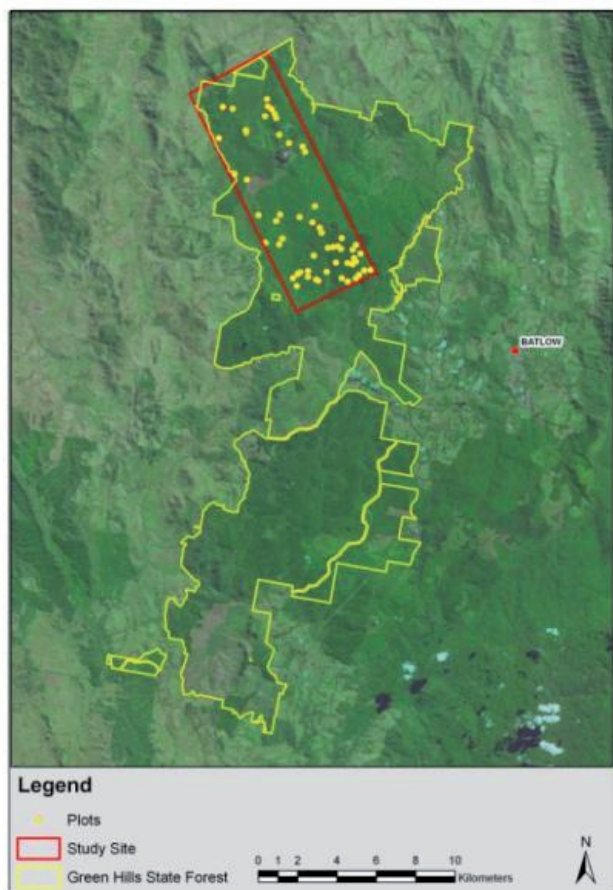 BATLOW
Legend
Plots
Study Site
Green Hills State Forest
0 1 2 4 6 8 10
Kilometers
N